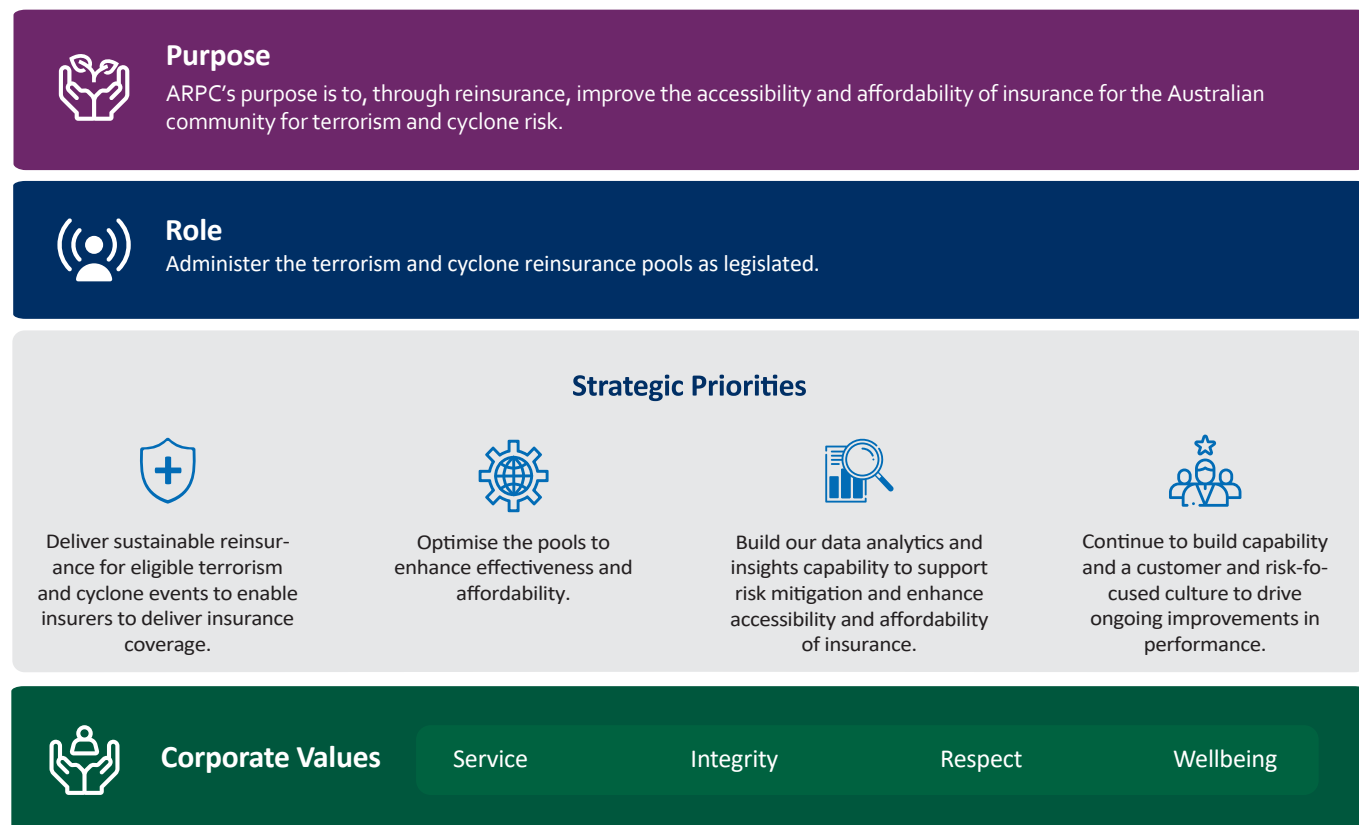 Purpose
ARPC's purpose is to, through reinsurance, improve the accessibility and affordability of insurance for the Australian
community for terrorism and cyclone risk.
Role
Administer the terrorism and cyclone reinsurance pools as legislated.
Strategic Priorities
Deliver sustainable reinsur-
ance for eligible terrorism
and cyclone events to enable
insurers to deliver insurance
coverage.
Optimise the pools to
enhance effectiveness and
affordability.
Build our data analytics and
insights capability to support
risk mitigation and enhance
accessibility and affordability
of insurance.
Continue to build capability
and a customer and risk-fo-
cused culture to drive
ongoing improvements in
performance.
Corporate Values
Service
Integrity
Respect
Wellbeing